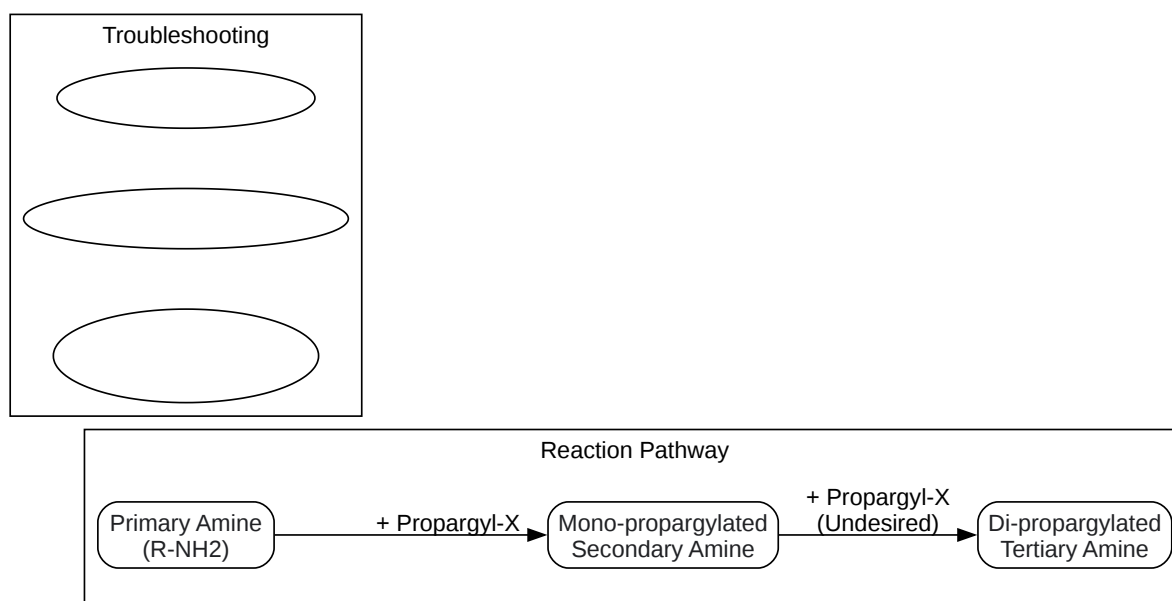 Troubleshooting
Reaction Pathway
Primary Amine
(R-NH2)
+ Propargyl-X
Mono-propargylated
Secondary Amine
+ Propargyl-X
(Undesired)
Di-propargylated
Tertiary Amine